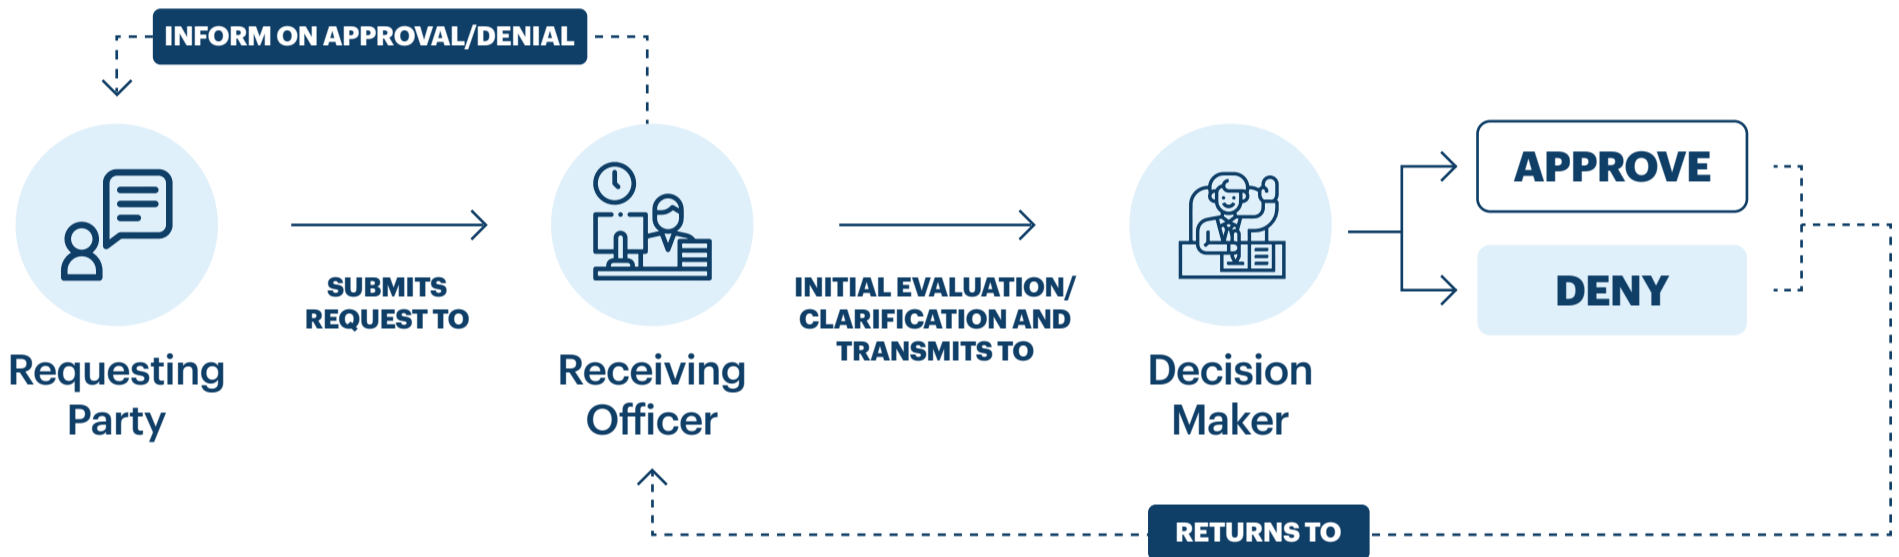 INFORM ON APPROVAL/DENIAL
Requesting
Party
SUBMITS
REQUEST TO
Receiving
Officer
INITIAL EVALUATION/
CLARIFICATION AND
TRANSMITS TO
Decision
Maker
APPROVE
DENY
RETURNS TO